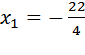 x₁ = − 22/4